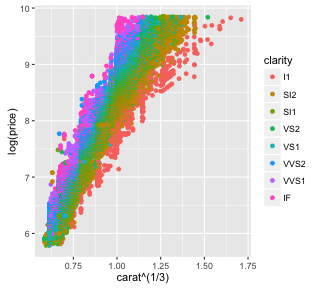 10
9
8
7
6
log(price)
0.75 1.00 1.25 1.50 1.75
carat^(1/3)
clarity
I1
SI2
SI1
VS2
VS1
VVS2
VVS1
IF